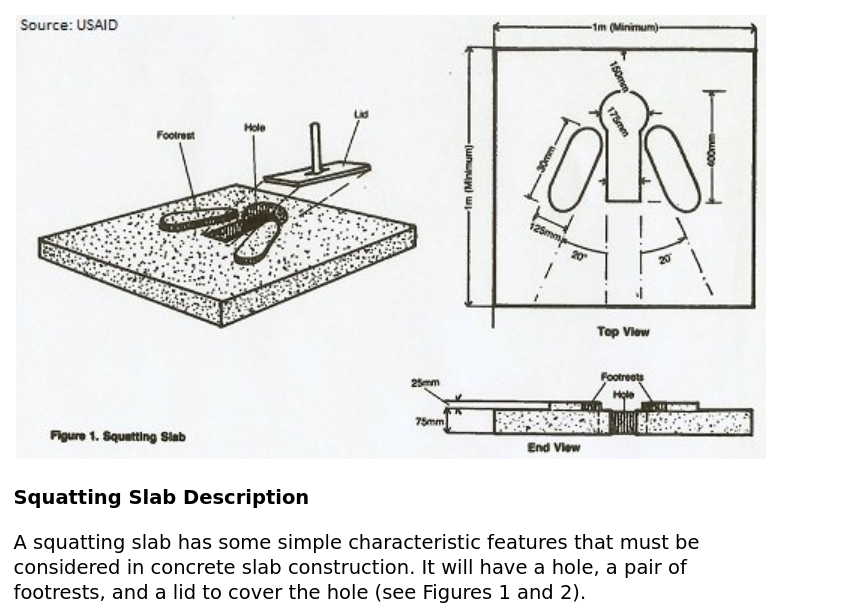 Source: USAID
1m (Minimum)
150mm
Lid
Footrest
Hole
175mm
400mm
30mm
1m (Minimum)
125mm
20°
20°
Top View
Footrests
25mm
Hole
75mm
Figure 1. Squatting Slab
End View
Squatting Slab Description
A squatting slab has some simple characteristic features that must be
considered in concrete slab construction. It will have a hole, a pair of
footrests, and a lid to cover the hole (see Figures 1 and 2).